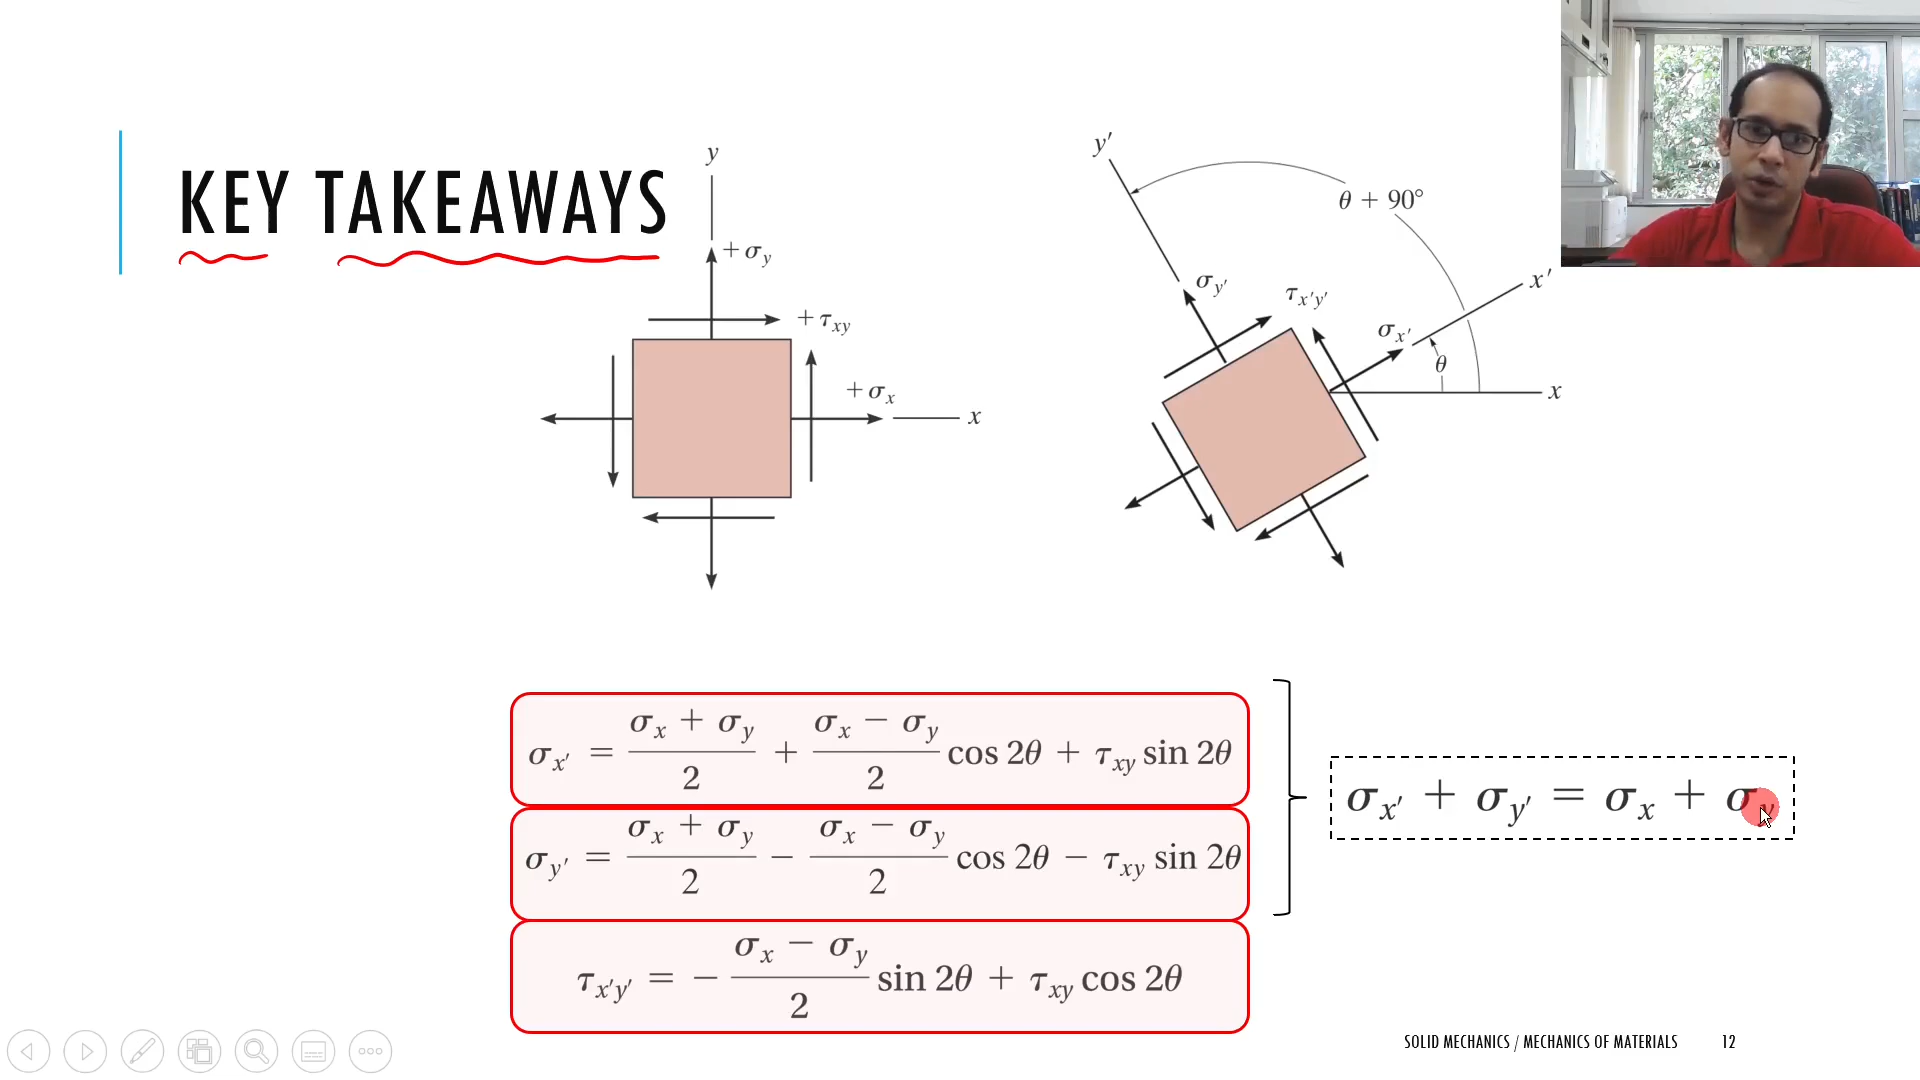 KEY TAKEAWAYS
y
+ σ_y
+ τ_xy
+ σ_x
x
y′
θ + 90°
σ_y′
τ_x′y′
σ_x′
x′
θ
x
σ_x′ = (σ_x + σ_y)/2 + (σ_x − σ_y)/2 cos 2θ + τ_xy sin 2θ
σ_y′ = (σ_x + σ_y)/2 − (σ_x − σ_y)/2 cos 2θ − τ_xy sin 2θ
τ_x′y′ = − (σ_x − σ_y)/2 sin 2θ + τ_xy cos 2θ
σ_x′ + σ_y′ = σ_x + σ_y
SOLID MECHANICS / MECHANICS OF MATERIALS 12